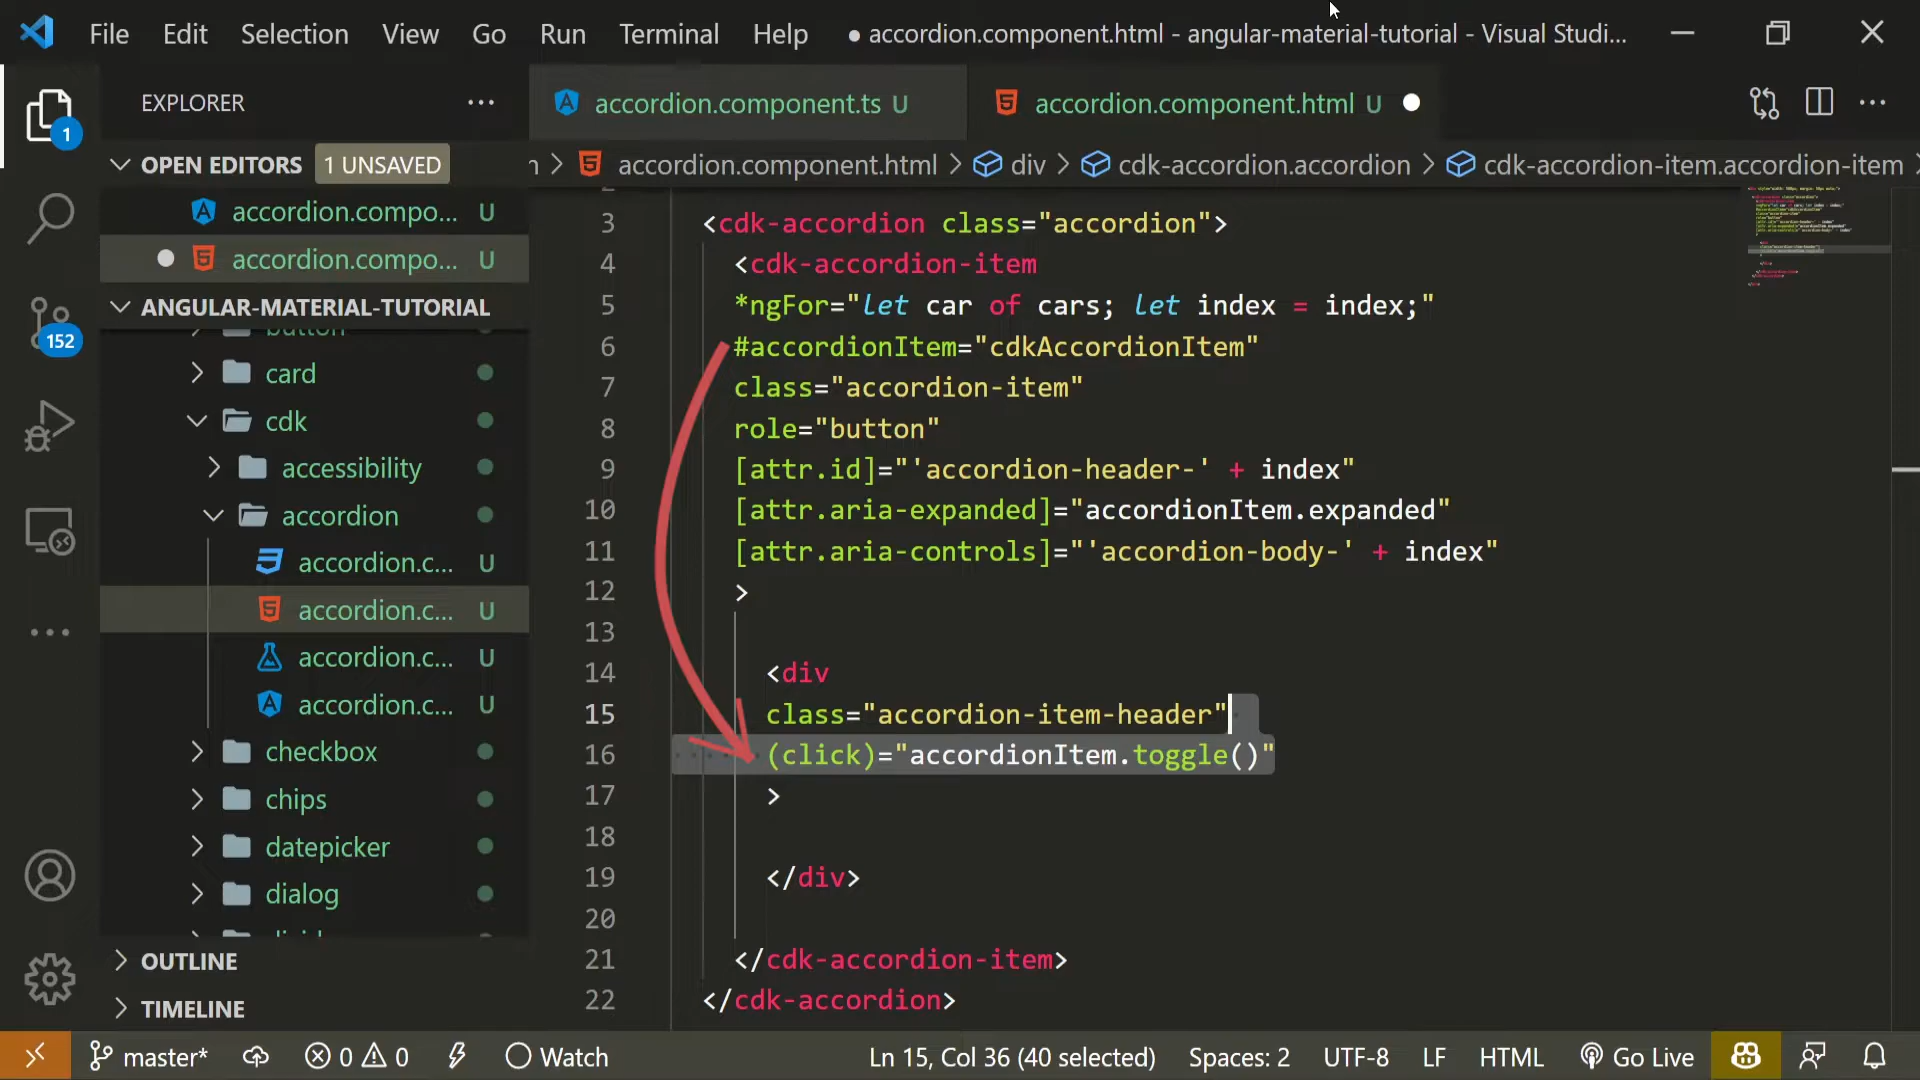 File Edit Selection View Go Run Terminal Help ● accordion.component.html - angular-material-tutorial - Visual Studi...
EXPLORER ...
accordion.component.ts U
accordion.component.html U
OPEN EDITORS 1 UNSAVED
accordion.component.html > div > cdk-accordion.accordion > cdk-accordion-item.accordion-item >
accordion.compo... U
accordion.compo... U
ANGULAR-MATERIAL-TUTORIAL
button
card
cdk
accessibility
accordion
accordion.c... U
accordion.c... U
accordion.c... U
accordion.c... U
checkbox
chips
datepicker
dialog
OUTLINE
TIMELINE
1
152
3 <cdk-accordion class="accordion">
4 <cdk-accordion-item
5 *ngFor="let car of cars; let index = index;"
6 #accordionItem="cdkAccordionItem"
7 class="accordion-item"
8 role="button"
9 [attr.id]="'accordion-header-' + index"
10 [attr.aria-expanded]="accordionItem.expanded"
11 [attr.aria-controls]="'accordion-body-' + index"
12 >
13
14 <div
15 class="accordion-item-header"
16 (click)="accordionItem.toggle()"
17 >
18
19 </div>
20
21 </cdk-accordion-item>
22 </cdk-accordion>
master* 0 0 Watch Ln 15, Col 36 (40 selected) Spaces: 2 UTF-8 LF HTML Go Live